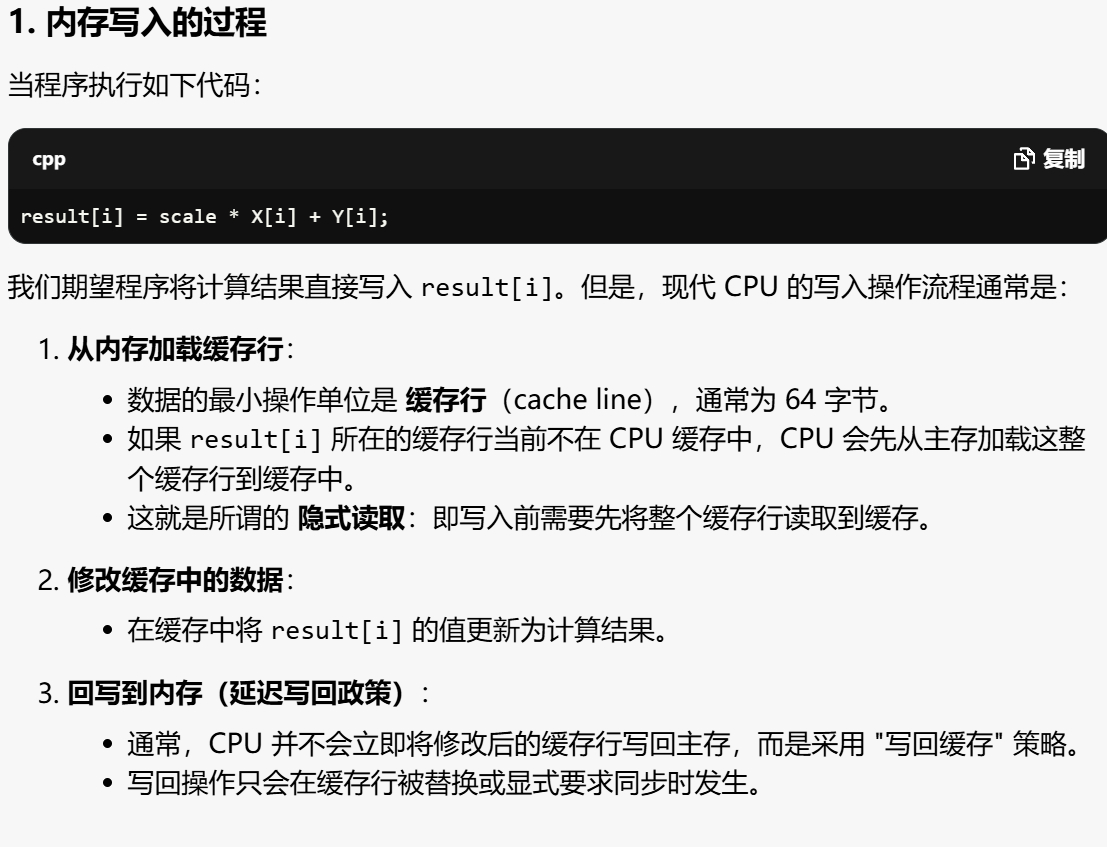 1. 内存写入的过程
当程序执行如下代码：
cpp
复制
result[i] = scale * X[i] + Y[i];
我们期望程序将计算结果直接写入 result[i]。但是，现代 CPU 的写入操作流程通常是：
1. 从内存加载缓存行：
• 数据的最小操作单位是 缓存行（cache line），通常为 64 字节。
• 如果 result[i] 所在的缓存行当前不在 CPU 缓存中，CPU 会先从主存加载这整
个缓存行到缓存中。
• 这就是所谓的 隐式读取：即写入前需要先将整个缓存行读取到缓存。
2. 修改缓存中的数据：
• 在缓存中将 result[i] 的值更新为计算结果。
3. 回写到内存（延迟写回政策）：
• 通常，CPU 并不会立即将修改后的缓存行写回主存，而是采用 "写回缓存" 策略。
• 写回操作只会在缓存行被替换或显式要求同步时发生。